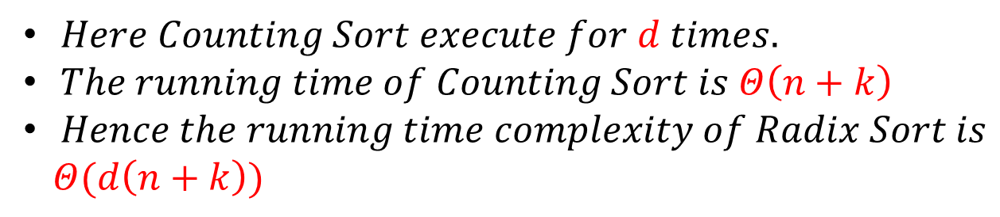 • Here Counting Sort execute for d times.
• The running time of Counting Sort is Θ(n + k)
• Hence the running time complexity of Radix Sort is
Θ(d(n + k))